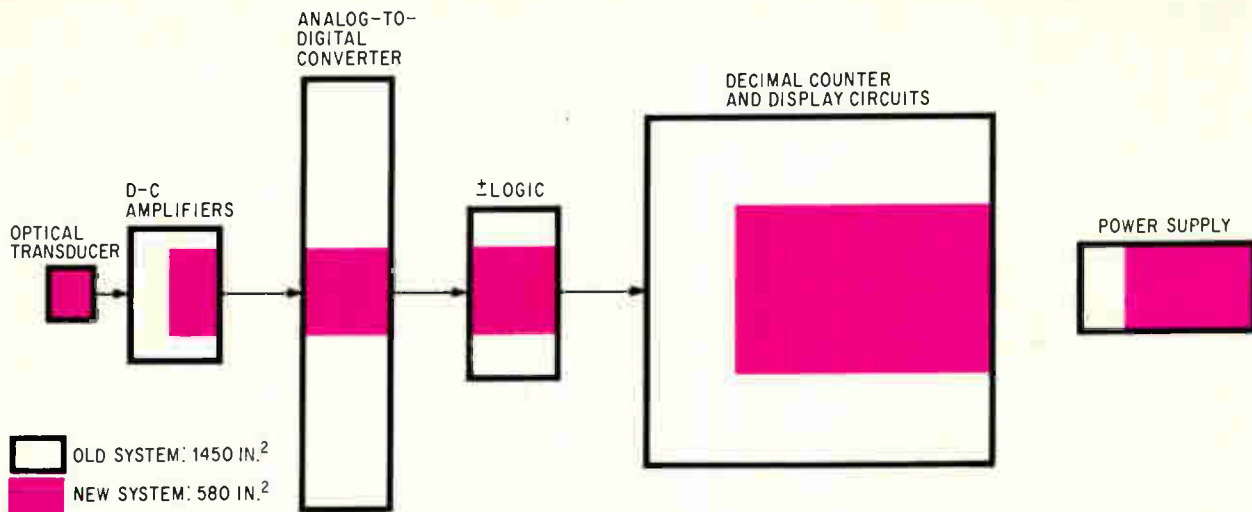 ANALOG-TO-
DIGITAL
CONVERTER
DECIMAL COUNTER
AND DISPLAY CIRCUITS
D-C
AMPLIFIERS
± LOGIC
OPTICAL
TRANSDUCER
POWER SUPPLY
OLD SYSTEM: 1450 IN.²
NEW SYSTEM: 580 IN.²